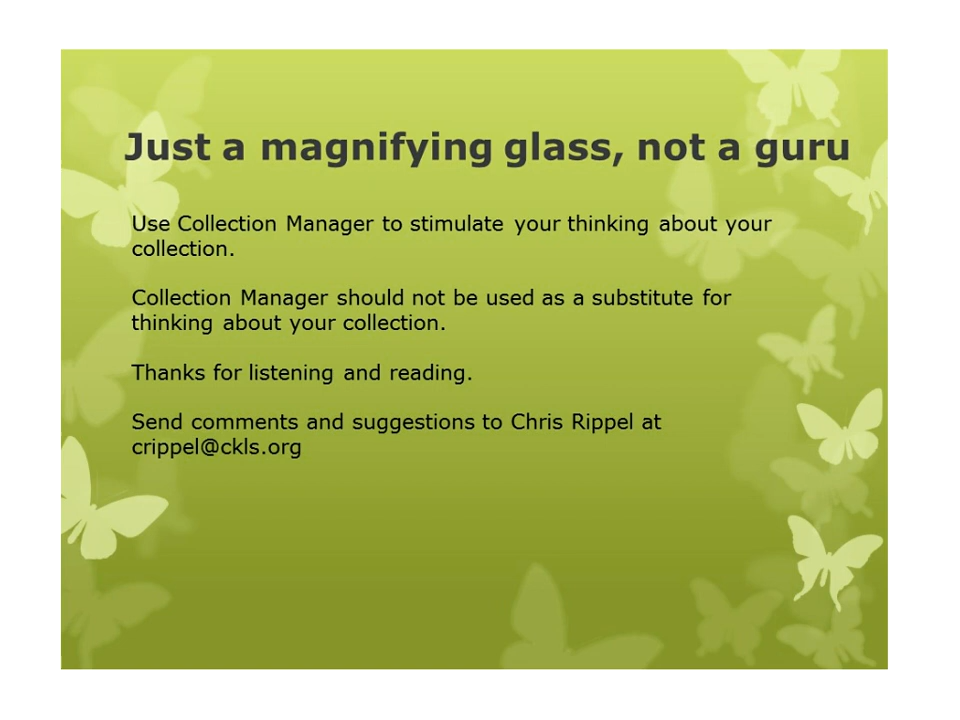 Just a magnifying glass, not a guru
Use Collection Manager to stimulate your thinking about your
collection.
Collection Manager should not be used as a substitute for
thinking about your collection.
Thanks for listening and reading.
Send comments and suggestions to Chris Rippel at
crippel@ckls.org